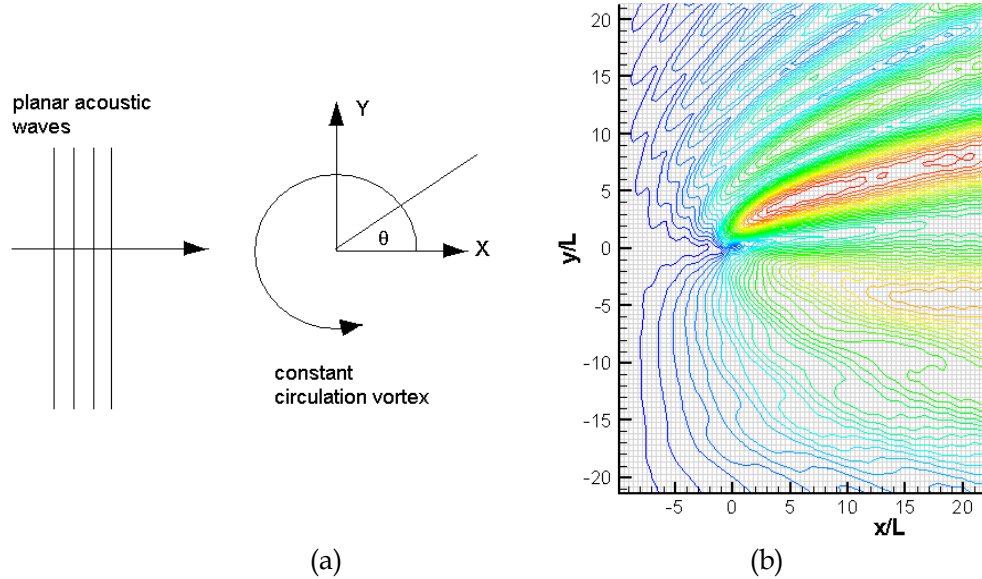 planar acoustic
waves
Y
θ
X
constant
circulation vortex
(a)
20
15
10
5
0
-5
-10
-15
-20
y/L
-5 0 5 10 15 20
x/L
(b)